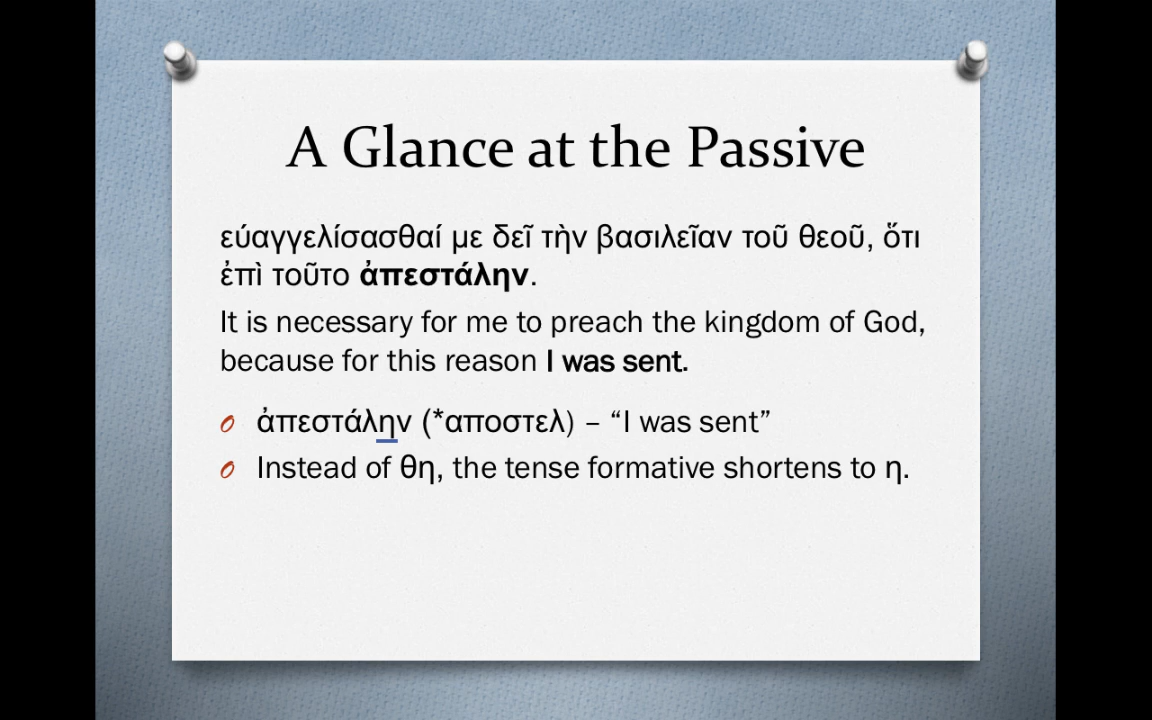 A Glance at the Passive
εύαγγελίσασθαί με δεῖ τὴν βασιλεῖαν τοῦ θεοῦ, ὅτι
ἐπὶ τοῦτο ἀπεστάλην.
It is necessary for me to preach the kingdom of God,
because for this reason I was sent.
ἀπεστάλην (*αποστελ) – “I was sent”
Instead of θη, the tense formative shortens to η.